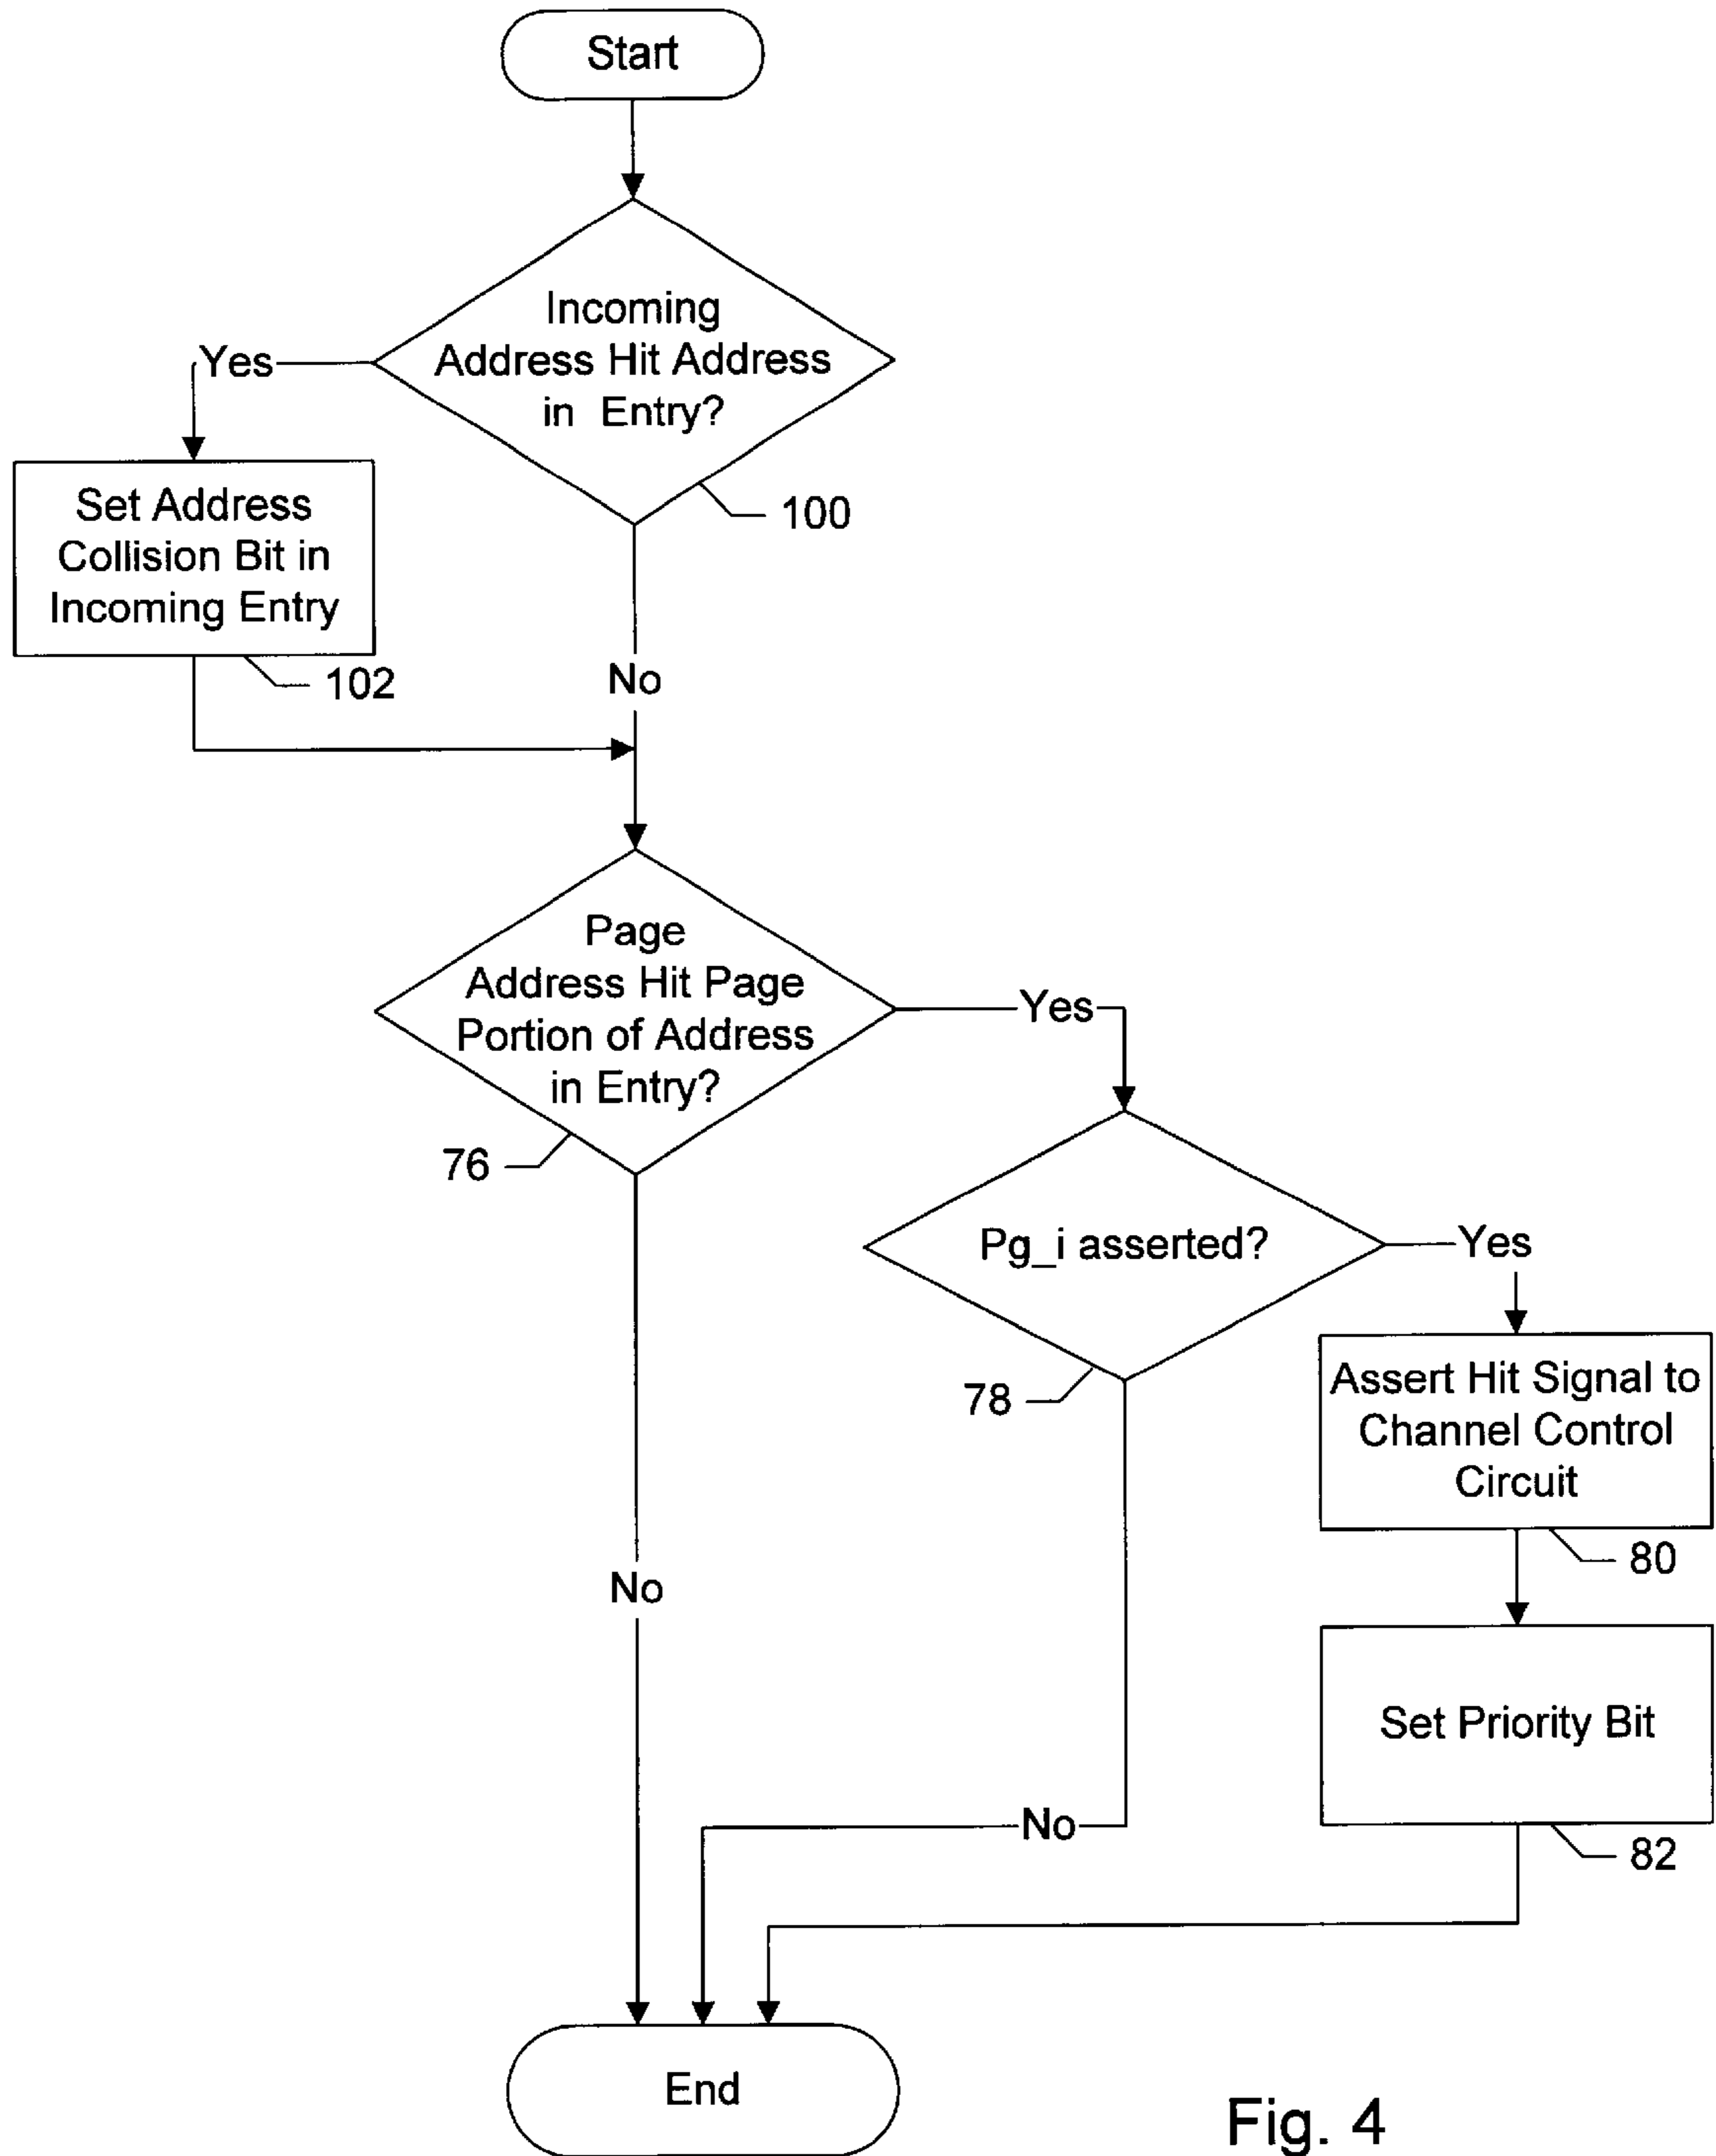 Start
Incoming
Address Hit Address
in Entry?
100
Yes
Set Address
Collision Bit in
Incoming Entry
102
No
Page
Address Hit Page
Portion of Address
in Entry?
76
Yes
Pg_i asserted?
78
Yes
Assert Hit Signal to
Channel Control
Circuit
80
No
Set Priority Bit
82
No
End
Fig. 4